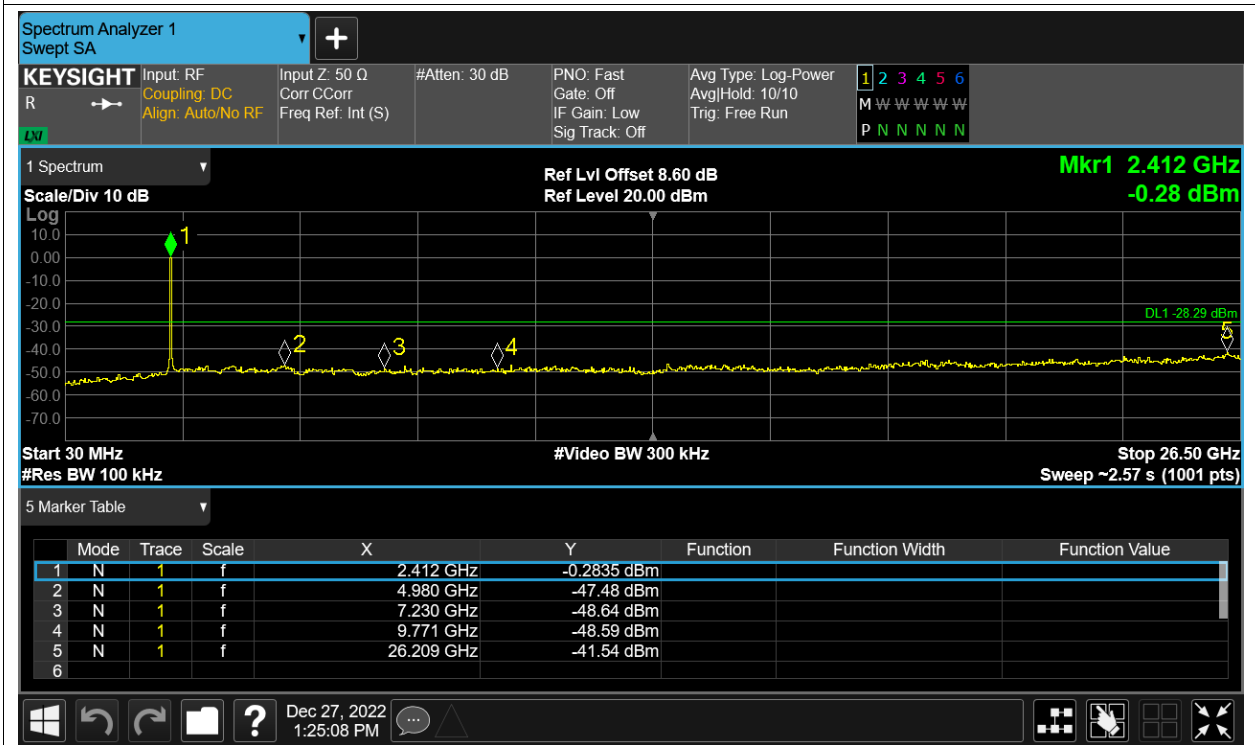 Spectrum Analyzer 1
Swept SA
KEYSIGHT Input: RF Input Z: 50 Ω #Atten: 30 dB PNO: Fast Avg Type: Log-Power 1 2 3 4 5 6
R Coupling: DC Corr CCorr Gate: Off Avg|Hold: 10/10 M W W W W W
Align: Auto/No RF Freq Ref: Int (S) IF Gain: Low Trig: Free Run
LXI Sig Track: Off P N N N N N
1 Spectrum Ref Lvl Offset 8.60 dB Mkr1 2.412 GHz
Scale/Div 10 dB Ref Level 20.00 dBm -0.28 dBm
Log
10.0 1
0.00
-10.0
-20.0
DL1 -28.29 dBm
-30.0 5
-40.0 2 3 4
-50.0
-60.0
-70.0
Start 30 MHz #Video BW 300 kHz Stop 26.50 GHz
#Res BW 100 kHz Sweep ~2.57 s (1001 pts)
5 Marker Table
Mode Trace Scale X Y Function Function Width Function Value
1 N 1 f 2.412 GHz -0.2835 dBm
2 N 1 f 4.980 GHz -47.48 dBm
3 N 1 f 7.230 GHz -48.64 dBm
4 N 1 f 9.771 GHz -48.59 dBm
5 N 1 f 26.209 GHz -41.54 dBm
6
? Dec 27, 2022
1:25:08 PM